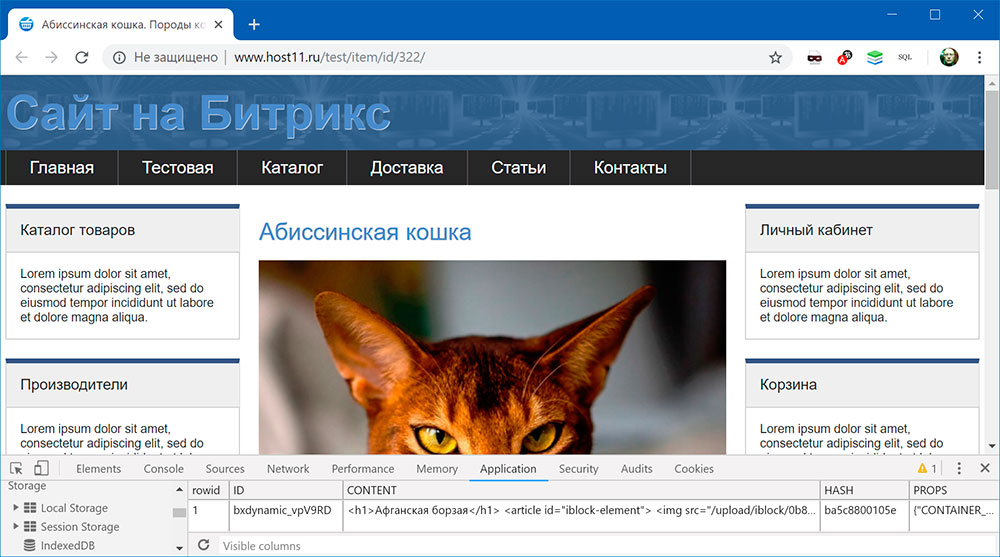 Абиссинская кошка. Породы ко
Не защищено | www.host11.ru/test/item/id/322/
SQL
Сайт на Битрикс
Главная Тестовая Каталог Доставка Статьи Контакты
Каталог товаров
Lorem ipsum dolor sit amet,
consectetur adipiscing elit, sed do
eiusmod tempor incididunt ut labore
et dolore magna aliqua.
Производители
Lorem ipsum dolor sit amet,
consectetur adipiscing elit, sed do
Абиссинская кошка
Личный кабинет
Lorem ipsum dolor sit amet,
consectetur adipiscing elit, sed do
eiusmod tempor incididunt ut labore
et dolore magna aliqua.
Корзина
Lorem ipsum dolor sit amet,
consectetur adipiscing elit, sed do
Elements Console Sources Network Performance Memory Application Security Audits Cookies 1
Storage
Local Storage
Session Storage
IndexedDB
rowid ID CONTENT HASH PROPS
1 bxdynamic_vpV9RD <h1>Афганская борзая</h1> <article id="iblock-element"> <img src="/upload/iblock/0b8... ba5c8800105e {"CONTAINER_...
Visible columns